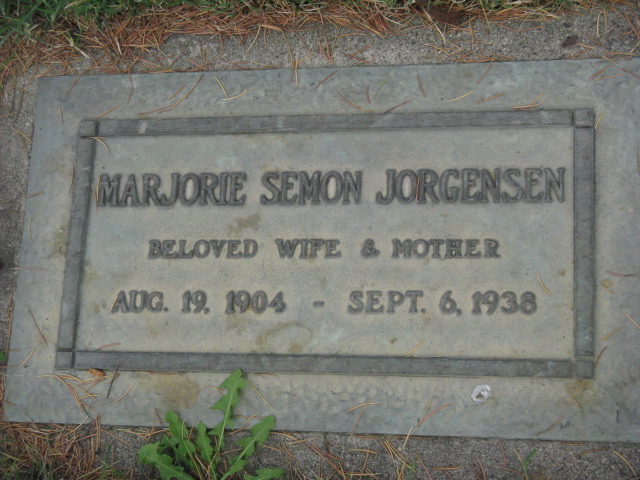 MARJORIE SEMON JORGENSEN
BELOVED WIFE & MOTHER
AUG. 19, 1904 - SEPT. 6, 1938